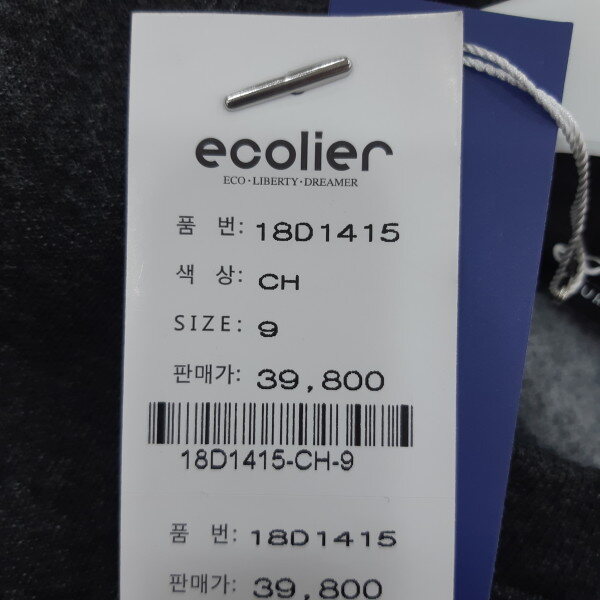 ecolier
ECO · LIBERTY · DREAMER
품 번: 18D1415
색 상: CH
SIZE: 9
판매가: 39,800
18D1415-CH-9
품 번: 18D1415
판매가: 39,800